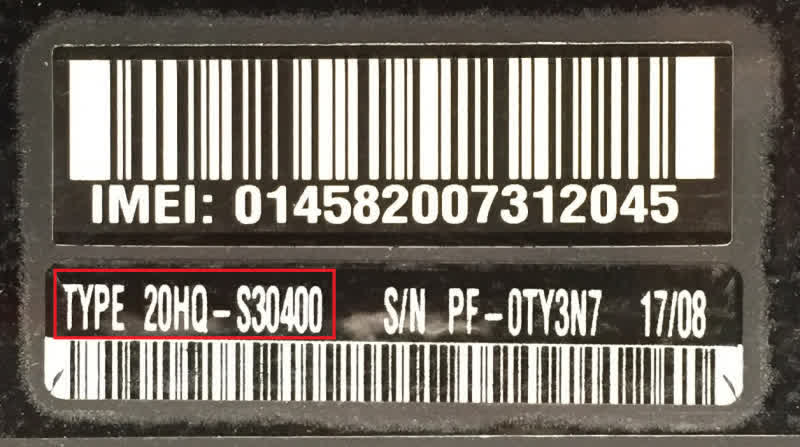 IMEI: 014582007312045
TYPE 20HQ-S30400 S/N PF-0TY3N7 17/08